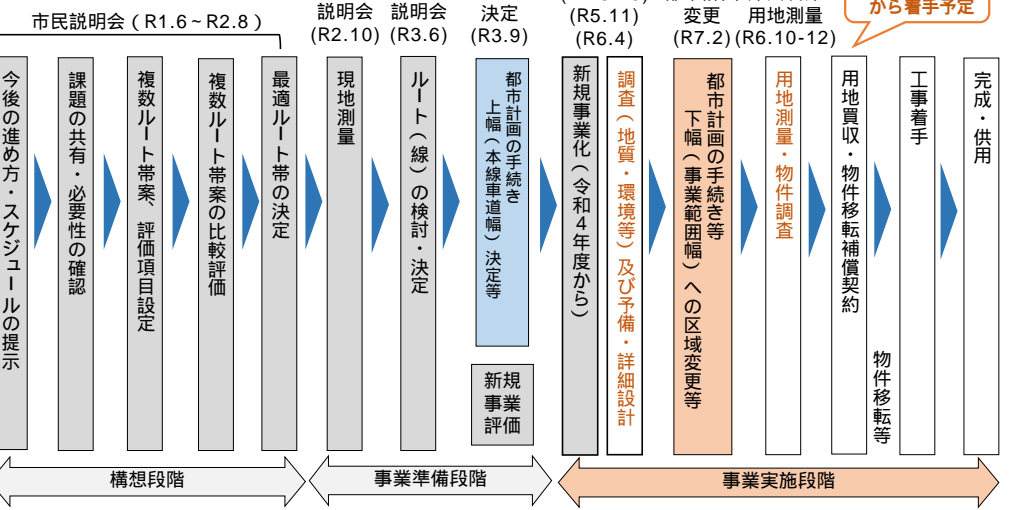 市民説明会（R1.6～R2.8）
説明会
(R2.10)
説明会
(R3.6)
決定
(R3.9)
(R5.11)
(R6.4)
変更
(R7.2)
用地測量
(R6.10-12)
から着手予定
今後の進め方・スケジュールの提示
課題の共有・必要性の確認
複数ルート帯案、評価項目設定
複数ルート帯案の比較評価
最適ルート帯の決定
現地測量
ルート（線）の検討・決定
都市計画の手続き
上幅（本線車道幅）決定等
新規
事業
評価
新規事業化（令和４年度から）
調査（地質・環境等）及び予備・詳細設計
都市計画の手続き等
下幅（事業範囲幅）への区域変更等
用地測量・物件調査
用地買収・物件移転補償契約
物件移転等
工事着手
完成・供用
構想段階
事業準備段階
事業実施段階